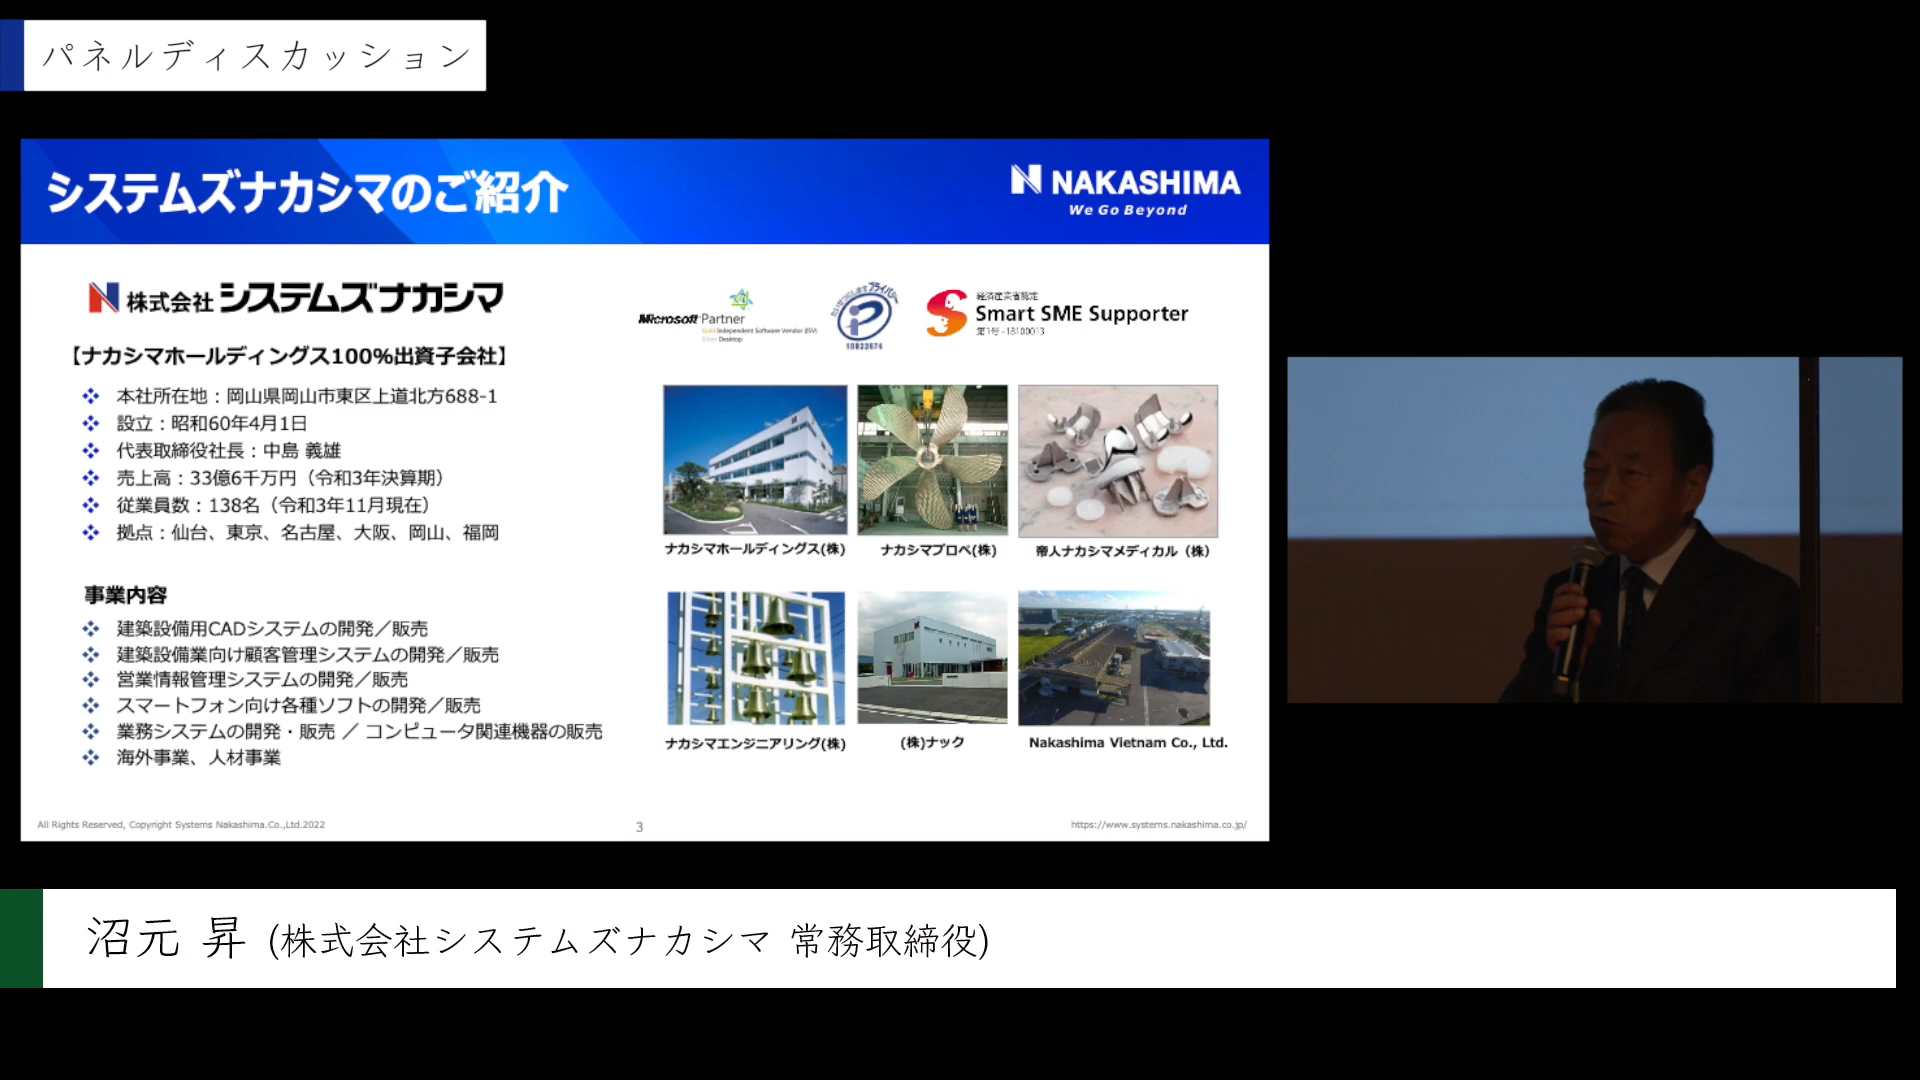 パネルディスカッション
システムズナカシマのご紹介
NAKASHIMA
We Go Beyond
株式会社システムズナカシマ
【ナカシマホールディングス100%出資子会社】
本社所在地：岡山県岡山市東区上道北方688-1
設立：昭和60年4月1日
代表取締役社長：中島 義雄
売上高：33億6千万円（令和3年決算期）
従業員数：138名（令和3年11月現在）
拠点：仙台、東京、名古屋、大阪、岡山、福岡
事業内容
建築設備用CADシステムの開発／販売
建築設備業向け顧客管理システムの開発／販売
営業情報管理システムの開発／販売
スマートフォン向け各種ソフトの開発／販売
業務システムの開発・販売 ／ コンピュータ関連機器の販売
海外事業、人材事業
Microsoft Partner
Gold Independent Software Vendor (ISV)
Silver Desktop
たいせつにしますプライバシー
10822674
経済産業省認定
Smart SME Supporter
第1号-18100013
ナカシマホールディングス(株)
ナカシマプロペ(株)
帝人ナカシマメディカル（株）
ナカシマエンジニアリング(株)
(株)ナック
Nakashima Vietnam Co., Ltd.
All Rights Reserved, Copyright Systems Nakashima.Co.,Ltd.2022
3
https://www.systems.nakashima.co.jp/
沼元 昇 (株式会社システムズナカシマ 常務取締役)